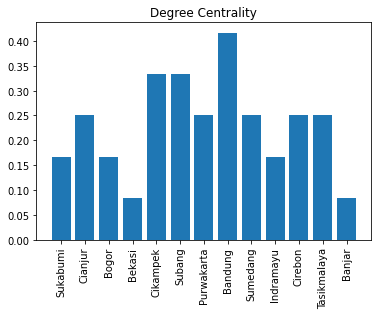 Degree Centrality
0.40
0.35
0.30
0.25
0.20
0.15
0.10
0.05
0.00
Sukabumi
Cianjur
Bogor
Bekasi
Cikampek
Subang
Purwakarta
Bandung
Sumedang
Indramayu
Cirebon
Tasikmalaya
Banjar